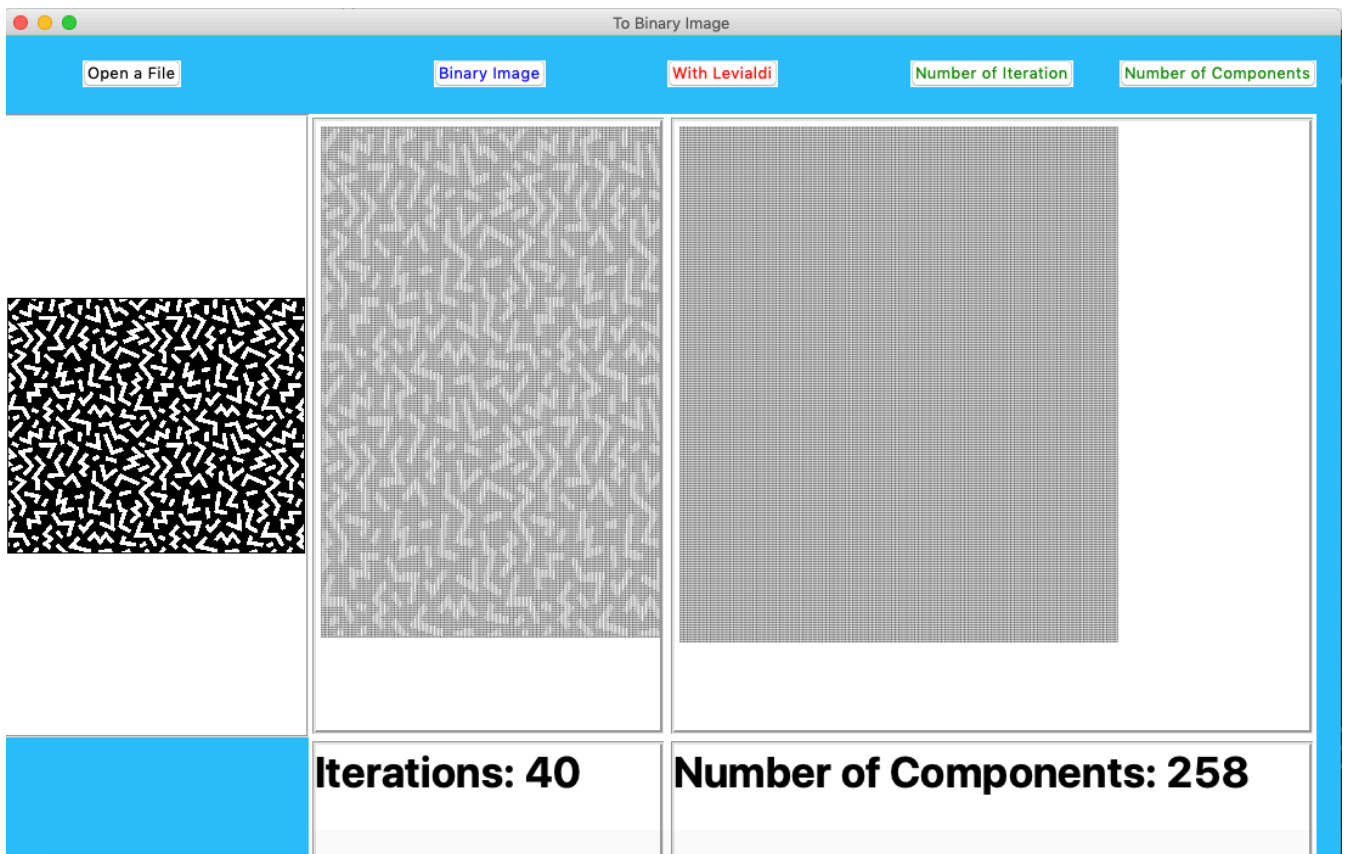 To Binary Image
Open a File
Binary Image
With Levialdi
Number of Iteration
Number of Components
Iterations: 40
Number of Components: 258